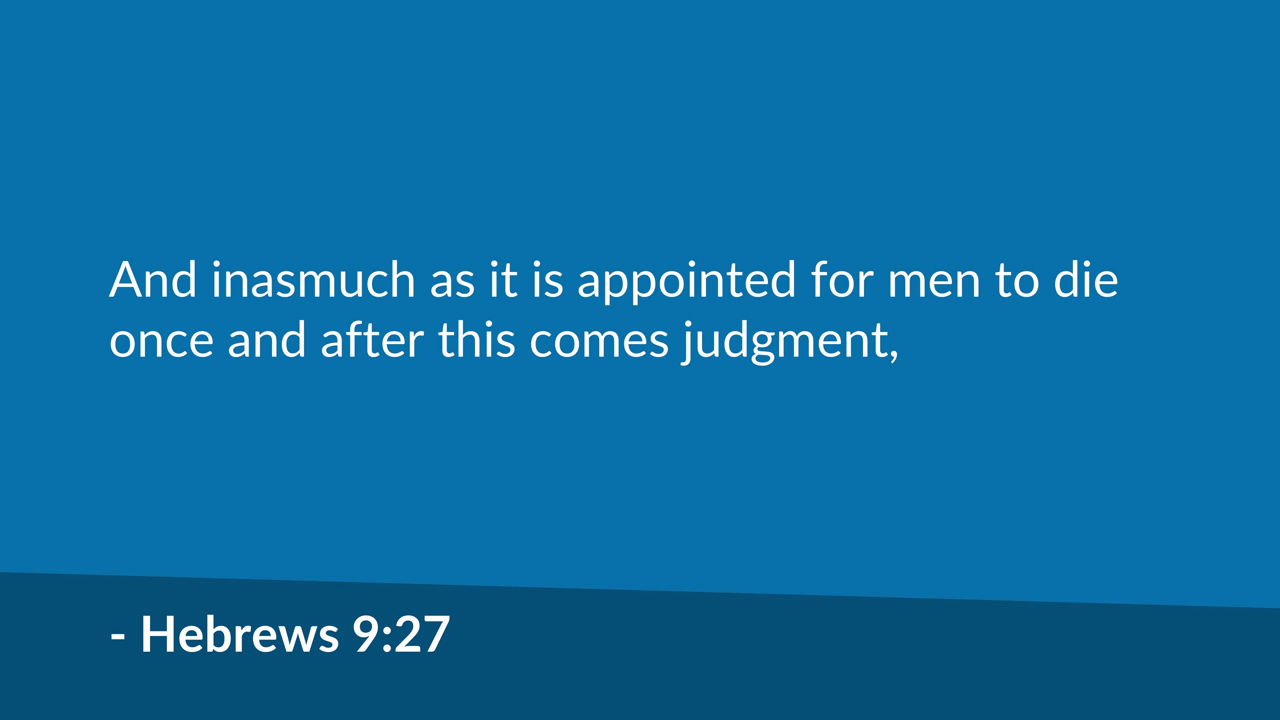 And inasmuch as it is appointed for men to die
once and after this comes judgment,
- Hebrews 9:27